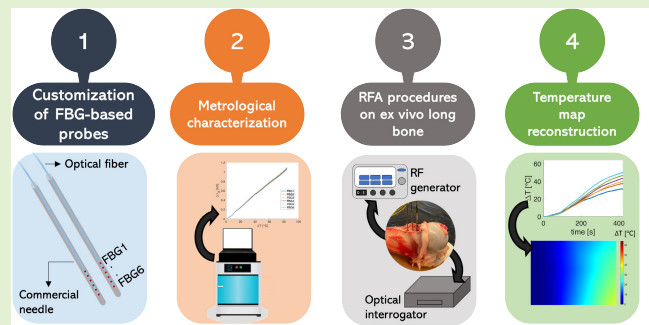 1
Customization
of FBG-based
probes
2
Metrological
characterization
3
RFA procedures
on ex vivo long
bone
4
Temperature
map
reconstruction
Optical fiber
FBG1
FBG6
Commercial
needle
RF
generator
Optical
interrogator
60
40
20
0
ΔT [°C]
0
200
400
time [s]
ΔT [°C]